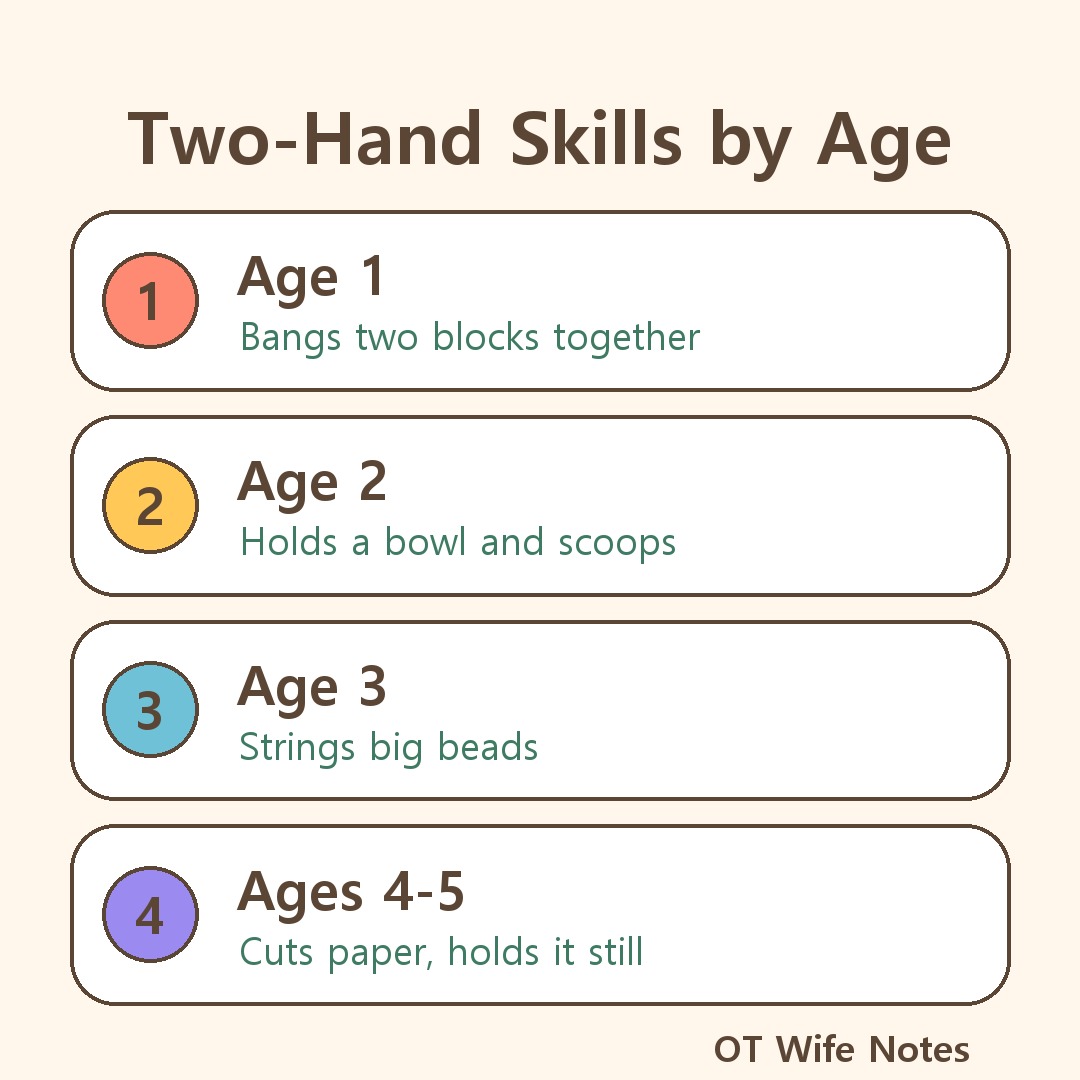 Two-Hand Skills by Age
1
Age 1
Bangs two blocks together
2
Age 2
Holds a bowl and scoops
3
Age 3
Strings big beads
4
Ages 4-5
Cuts paper, holds it still
OT Wife Notes